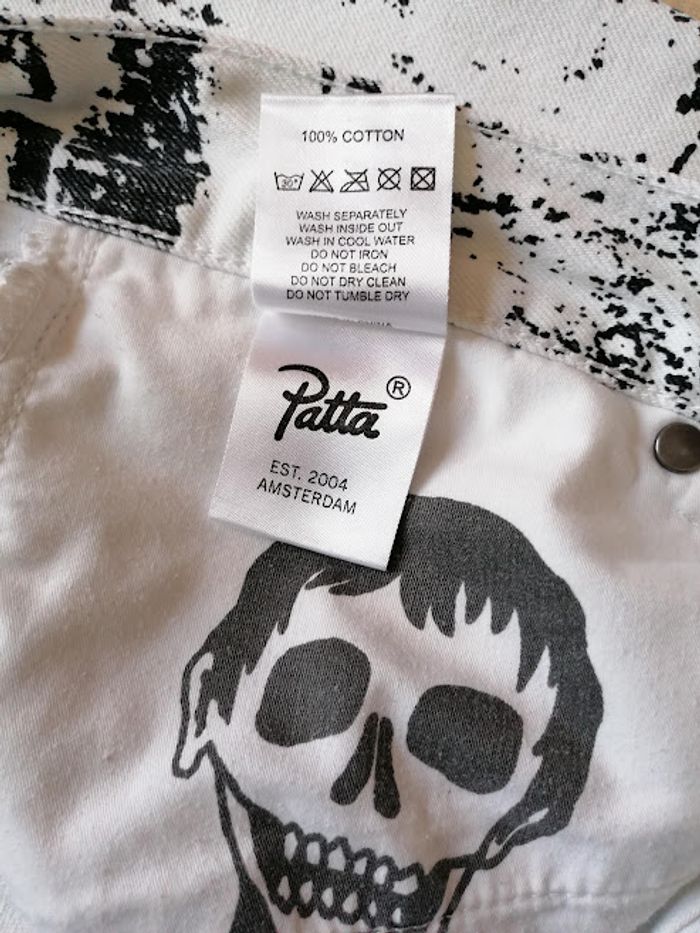 100% COTTON
30°
WASH SEPARATELY
WASH INSIDE OUT
WASH IN COOL WATER
DO NOT IRON
DO NOT BLEACH
DO NOT DRY CLEAN
DO NOT TUMBLE DRY
Patta®
EST. 2004
AMSTERDAM